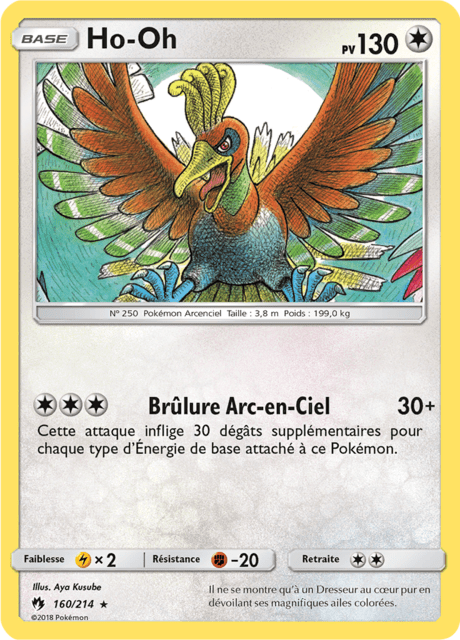 BASE Ho-Oh PV 130
N° 250 Pokémon Arcenciel Taille : 3,8 m Poids : 199,0 kg
Brûlure Arc-en-Ciel 30+
Cette attaque inflige 30 dégâts supplémentaires pour
chaque type d'Énergie de base attaché à ce Pokémon.
Faiblesse ×2 Résistance -20 Retraite
Illus. Aya Kusube
160/214
©2018 Pokémon
Il ne se montre qu'à un Dresseur au cœur pur en
dévoilant ses magnifiques ailes colorées.